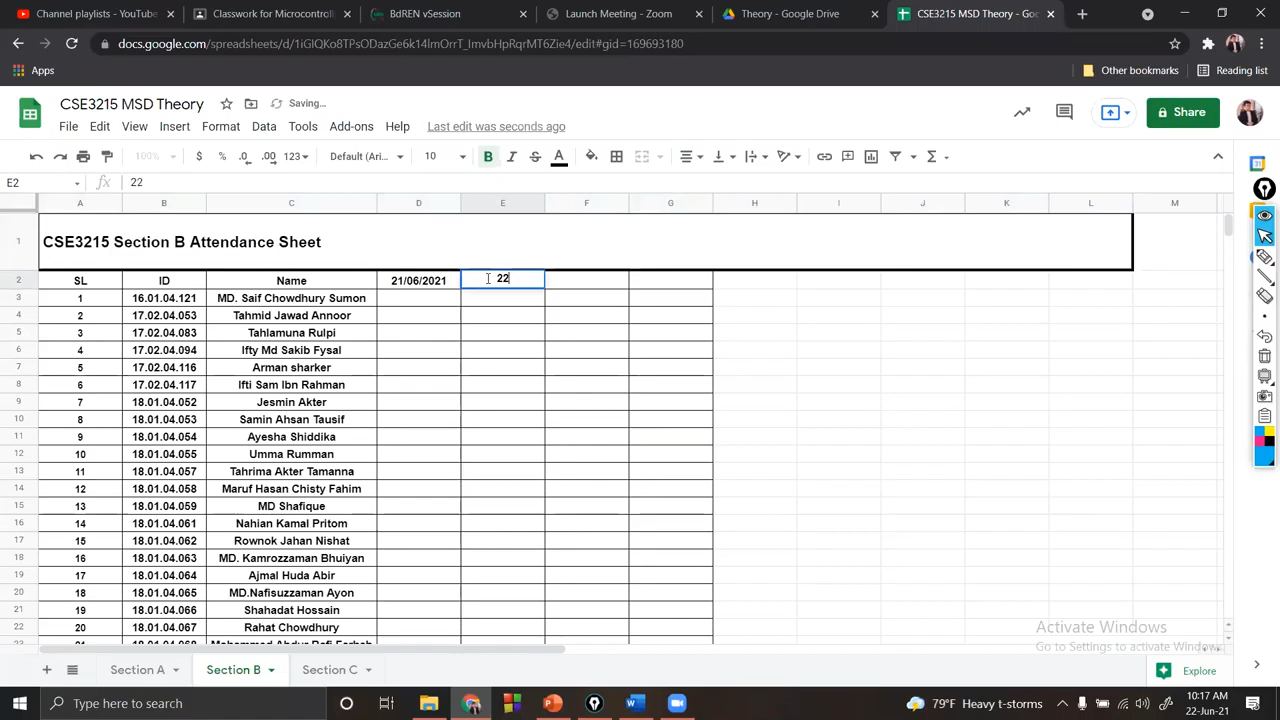 Channel playlists - YouTube
Classwork for Microcontroll
BdREN vSession
Launch Meeting - Zoom
Theory - Google Drive
CSE3215 MSD Theory - Goo
docs.google.com/spreadsheets/d/1iGlQKo8TPsODazGe6k14lmOrrT_ImvbHpRqrMT6Zie4/edit#gid=169693180
Apps
Other bookmarks
Reading list
CSE3215 MSD Theory
Saving...
Share
File Edit View Insert Format Data Tools Add-ons Help Last edit was seconds ago
100% $ % .0 .00 123 Default (Ari... 10 B I S A
E2 fx 22
A B C D E F G H I J K L M
1 CSE3215 Section B Attendance Sheet
2 SL ID Name 21/06/2021 22
3 1 16.01.04.121 MD. Saif Chowdhury Sumon
4 2 17.02.04.053 Tahmid Jawad Annoor
5 3 17.02.04.083 Tahlamuna Rulpi
6 4 17.02.04.094 Ifty Md Sakib Fysal
7 5 17.02.04.116 Arman sharker
8 6 17.02.04.117 Ifti Sam Ibn Rahman
9 7 18.01.04.052 Jesmin Akter
10 8 18.01.04.053 Samin Ahsan Tausif
11 9 18.01.04.054 Ayesha Shiddika
12 10 18.01.04.055 Umma Rumman
13 11 18.01.04.057 Tahrima Akter Tamanna
14 12 18.01.04.058 Maruf Hasan Chisty Fahim
15 13 18.01.04.059 MD Shafique
16 14 18.01.04.061 Nahian Kamal Pritom
17 15 18.01.04.062 Rownok Jahan Nishat
18 16 18.01.04.063 MD. Kamrozzaman Bhuiyan
19 17 18.01.04.064 Ajmal Huda Abir
20 18 18.01.04.065 MD.Nafisuzzaman Ayon
21 19 18.01.04.066 Shahadat Hossain
22 20 18.01.04.067 Rahat Chowdhury
Activate Windows
Go to Settings to activate Windows.
Section A
Section B
Section C
Explore
Type here to search
79°F Heavy t-storms
10:17 AM
22-Jun-21